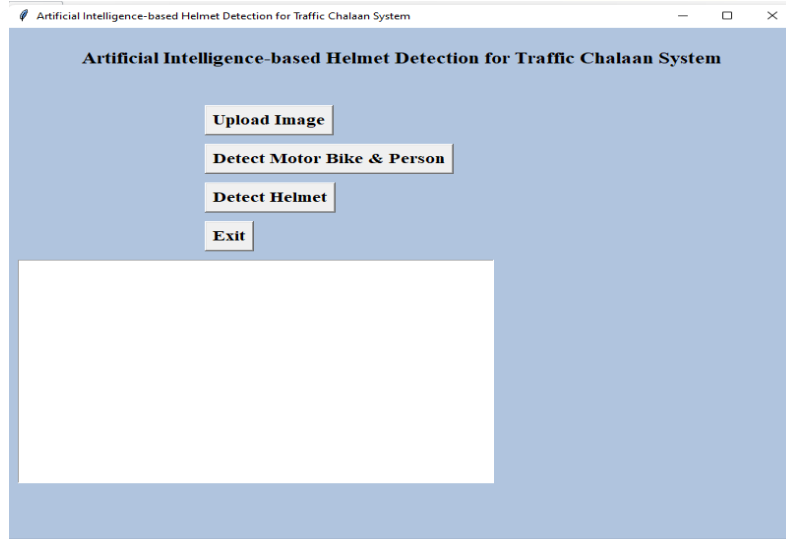 Artificial Intelligence-based Helmet Detection for Traffic Chalaan System
Artificial Intelligence-based Helmet Detection for Traffic Chalaan System
Upload Image
Detect Motor Bike & Person
Detect Helmet
Exit